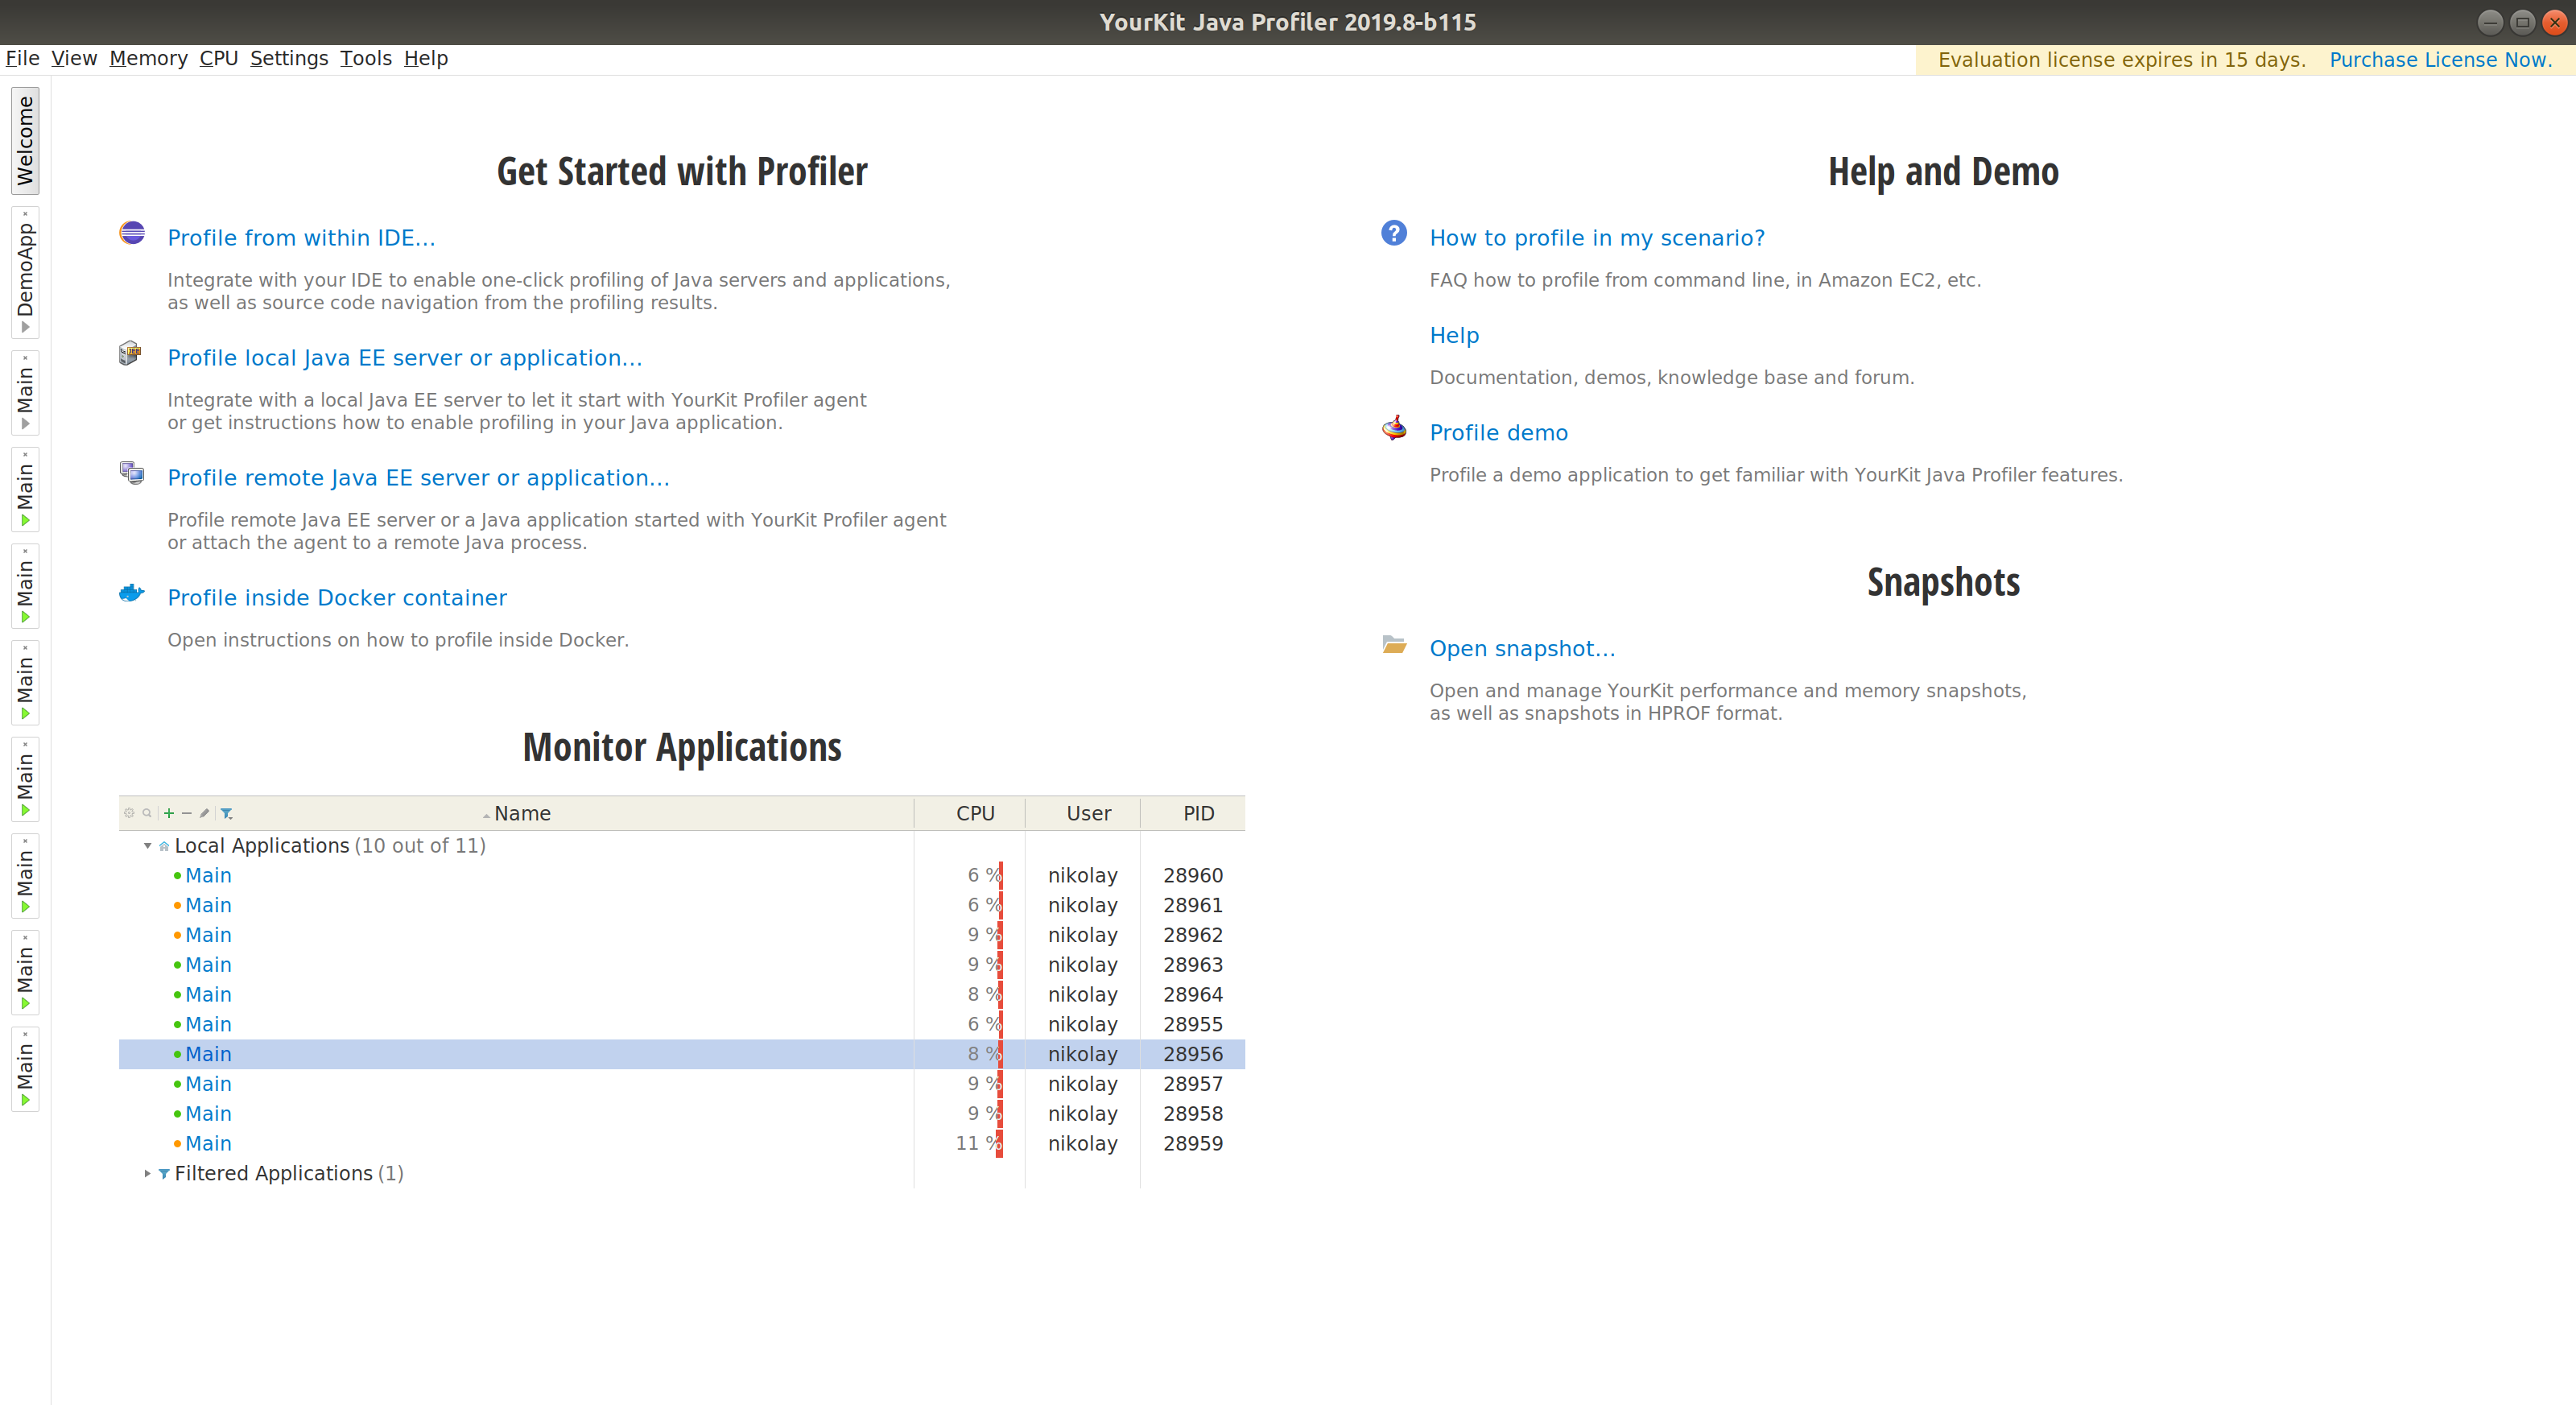 YourKit Java Profiler 2019.8-b115
File View Memory CPU Settings Tools Help
Evaluation license expires in 15 days. Purchase License Now.
Welcome
DemoApp
Main
Main
Main
Main
Main
Main
Main
Main
Get Started with Profiler
Profile from within IDE...
Integrate with your IDE to enable one-click profiling of Java servers and applications,
as well as source code navigation from the profiling results.
Profile local Java EE server or application...
Integrate with a local Java EE server to let it start with YourKit Profiler agent
or get instructions how to enable profiling in your Java application.
Profile remote Java EE server or application...
Profile remote Java EE server or a Java application started with YourKit Profiler agent
or attach the agent to a remote Java process.
Profile inside Docker container
Open instructions on how to profile inside Docker.
Monitor Applications
Name CPU User PID
Local Applications (10 out of 11)
Main 6 % nikolay 28960
Main 6 % nikolay 28961
Main 9 % nikolay 28962
Main 9 % nikolay 28963
Main 8 % nikolay 28964
Main 6 % nikolay 28955
Main 8 % nikolay 28956
Main 9 % nikolay 28957
Main 9 % nikolay 28958
Main 11 % nikolay 28959
Filtered Applications (1)
Help and Demo
How to profile in my scenario?
FAQ how to profile from command line, in Amazon EC2, etc.
Help
Documentation, demos, knowledge base and forum.
Profile demo
Profile a demo application to get familiar with YourKit Java Profiler features.
Snapshots
Open snapshot...
Open and manage YourKit performance and memory snapshots,
as well as snapshots in HPROF format.